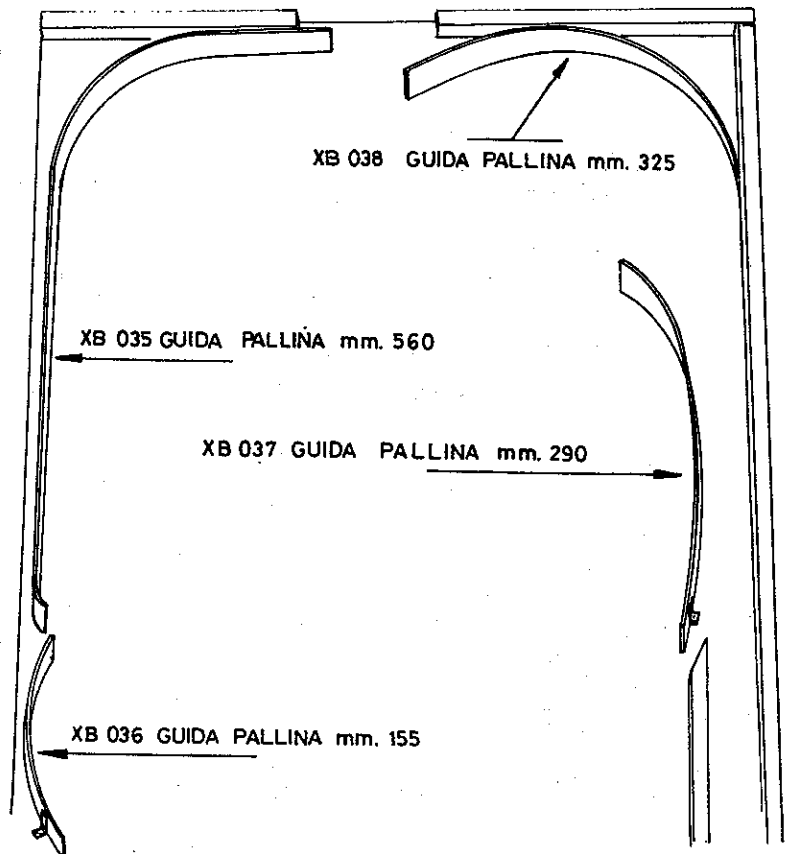 XB 038 GUIDA PALLINA mm. 325
XB 035 GUIDA PALLINA mm. 560
XB 037 GUIDA PALLINA mm. 290
XB 036 GUIDA PALLINA mm. 155